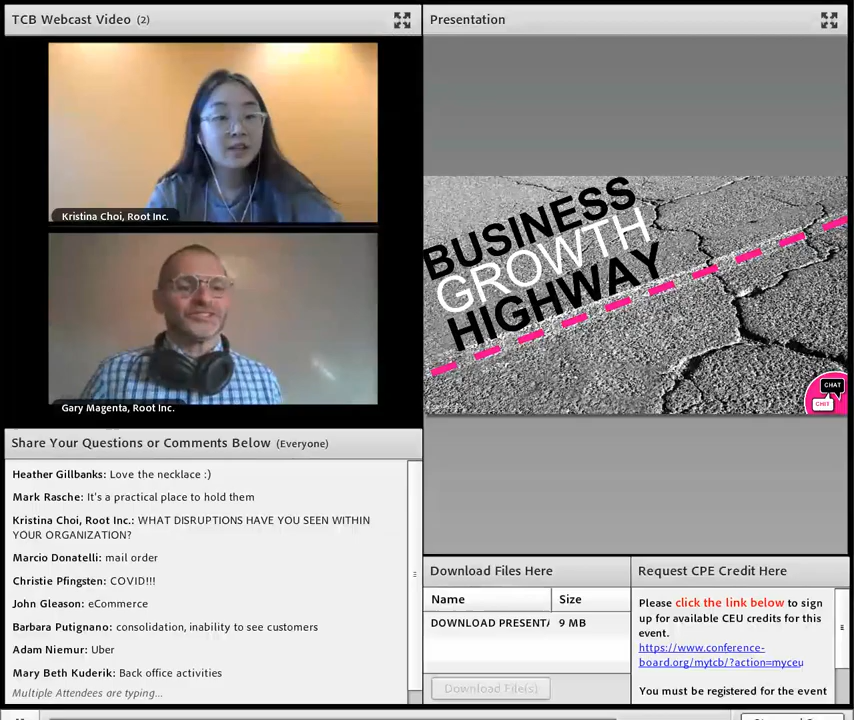 TCB Webcast Video (2)
Kristina Choi, Root Inc.
Gary Magenta, Root Inc.
Share Your Questions or Comments Below (Everyone)
Heather Gillbanks: Love the necklace :)
Mark Rasche: It's a practical place to hold them
Kristina Choi, Root Inc.: WHAT DISRUPTIONS HAVE YOU SEEN WITHIN
YOUR ORGANIZATION?
Marcio Donatelli: mail order
Christie Pfingsten: COVID!!!
John Gleason: eCommerce
Barbara Putignano: consolidation, inability to see customers
Adam Niemur: Uber
Mary Beth Kuderik: Back office activities
Multiple Attendees are typing...
Presentation
BUSINESS
GROWTH
HIGHWAY
CHAT
CHIT
Download Files Here
Name Size
DOWNLOAD PRESENTA 9 MB
Download File(s)
Request CPE Credit Here
Please click the link below to sign
up for available CEU credits for this
event.
https://www.conference-
board.org/mytcb/?action=myceu
You must be registered for the event